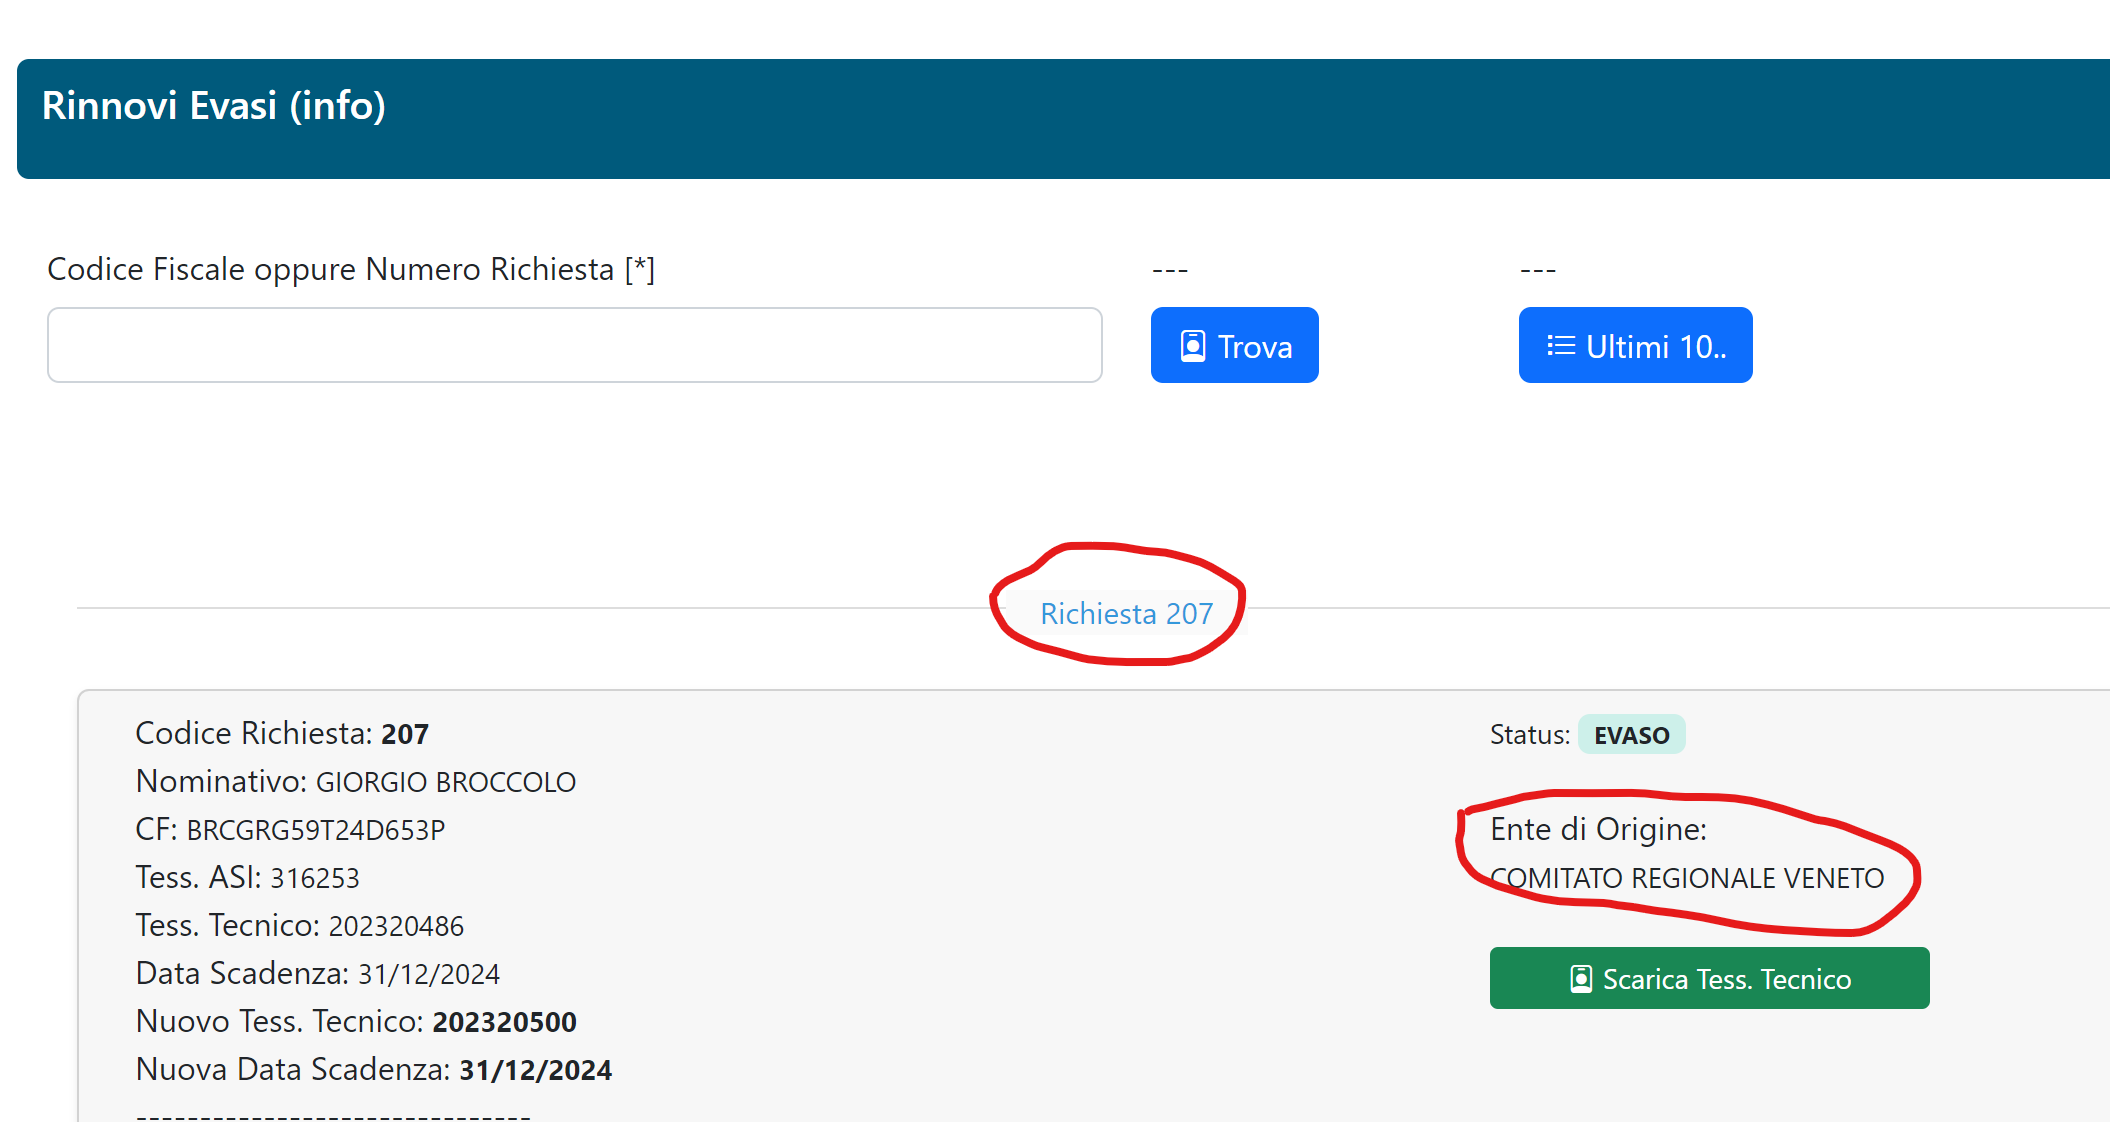 Rinnovi Evasi (info)
Codice Fiscale oppure Numero Richiesta [*]
---
---
Trova
Ultimi 10..
Richiesta 207
Codice Richiesta: 207
Nominativo: GIORGIO BROCCOLO
CF: BRCGRG59T24D653P
Tess. ASI: 316253
Tess. Tecnico: 202320486
Data Scadenza: 31/12/2024
Nuovo Tess. Tecnico: 202320500
Nuova Data Scadenza: 31/12/2024
-------------------------------
Status: EVASO
Ente di Origine:
COMITATO REGIONALE VENETO
Scarica Tess. Tecnico